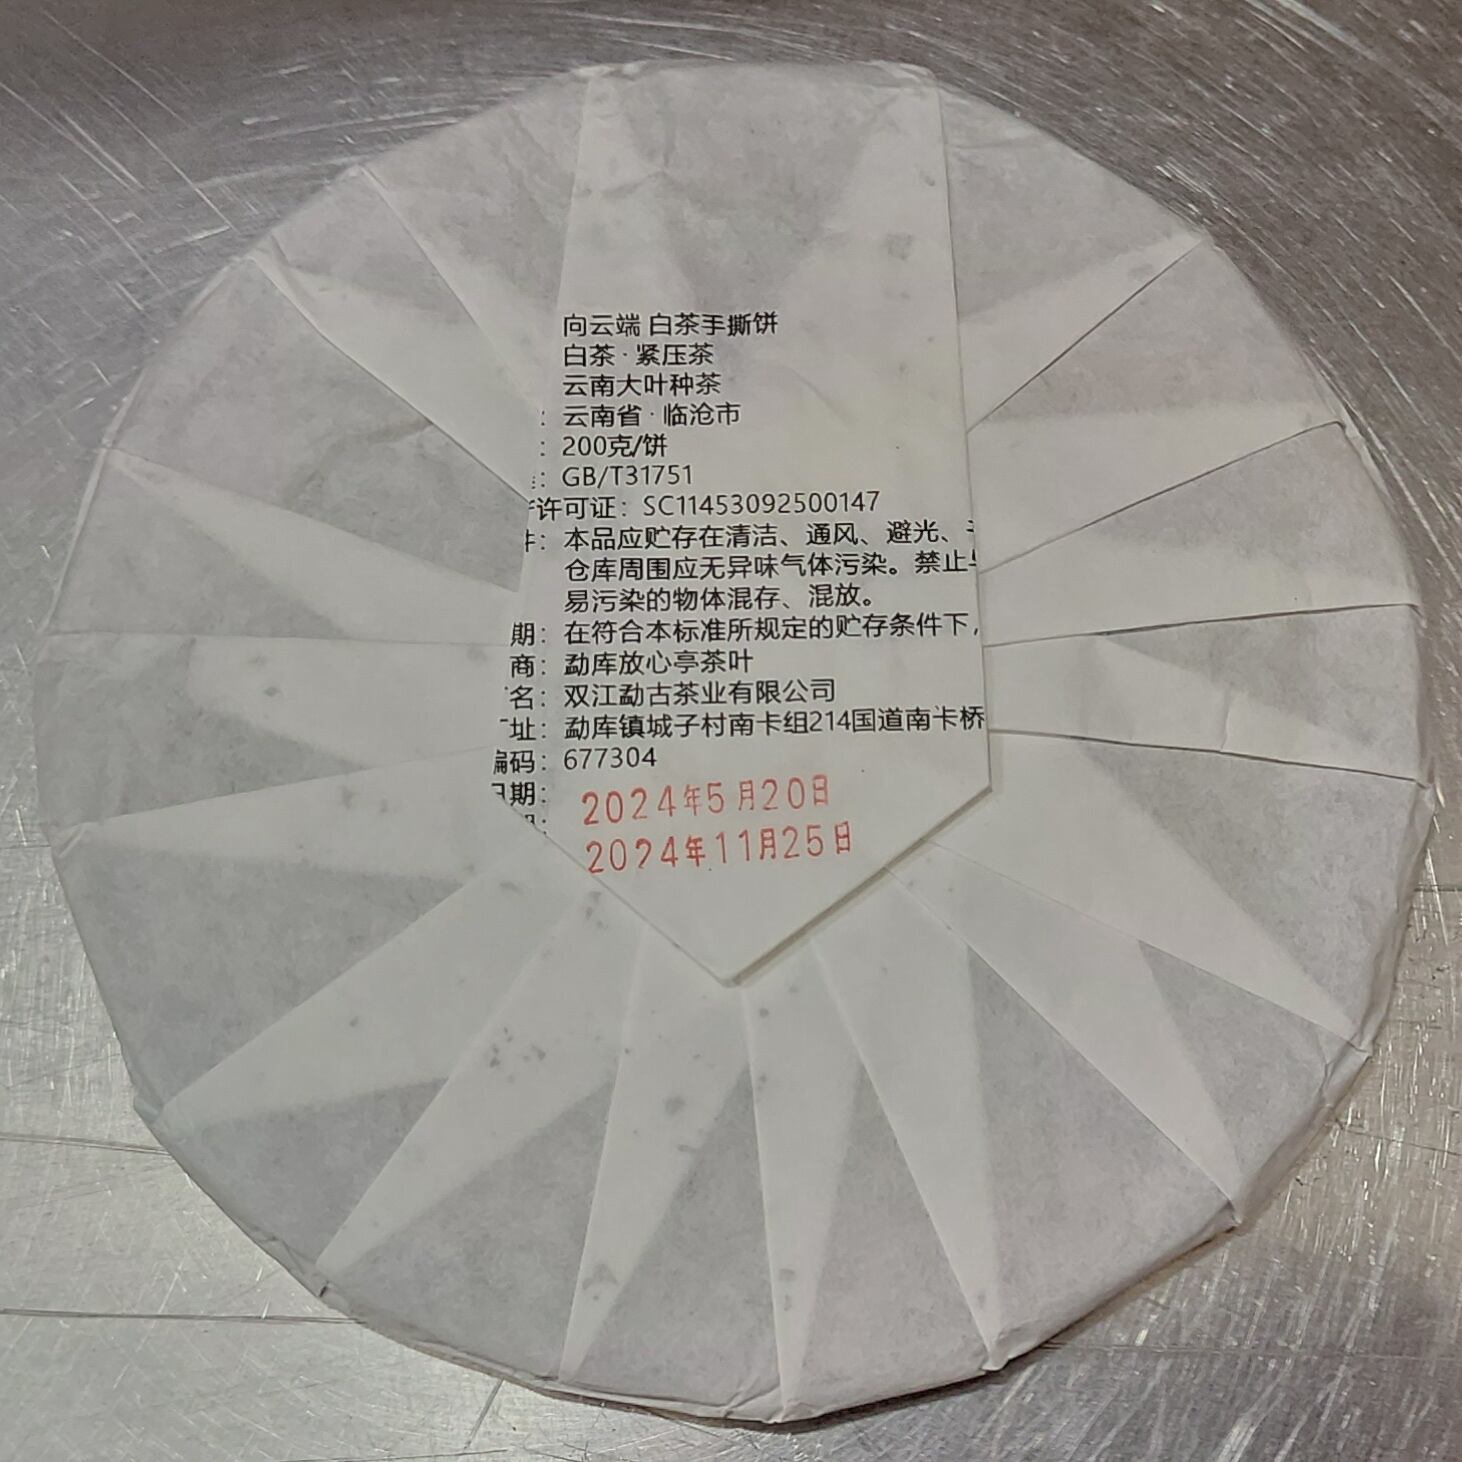 向云端 白茶手撕饼
白茶·紧压茶
云南大叶种茶
：云南省·临沧市
：200克/饼
：GB/T31751
许可证：SC11453092500147
：本品应贮存在清洁、通风、避光、
仓库周围应无异味气体污染。禁止
易污染的物体混存、混放。
期：在符合本标准所规定的贮存条件下，
商：勐库放心亭茶叶
名：双江勐古茶业有限公司
址：勐库镇城子村南卡组214国道南卡桥
编码：677304
期：2024年5月20日
：2024年11月25日